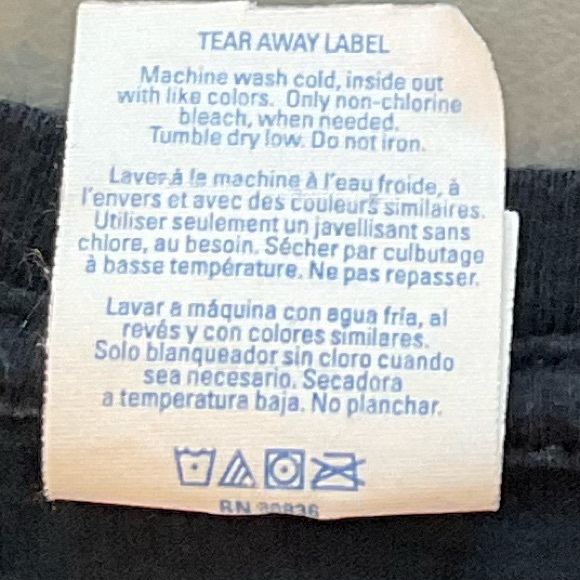 TEAR AWAY LABEL
Machine wash cold, inside out
with like colors. Only non-chlorine
bleach, when needed.
Tumble dry low. Do not iron.
Laver à la machine à l'eau froide, à
l'envers et avec des couleurs similaires.
Utiliser seulement un javellisant sans
chlore, au besoin. Sécher par culbutage
à basse température. Ne pas repasser.
Lavar a máquina con agua fría, al
revés y con colores similares.
Solo blanqueador sin cloro cuando
sea necesario. Secadora
a temperatura baja. No planchar.
RN